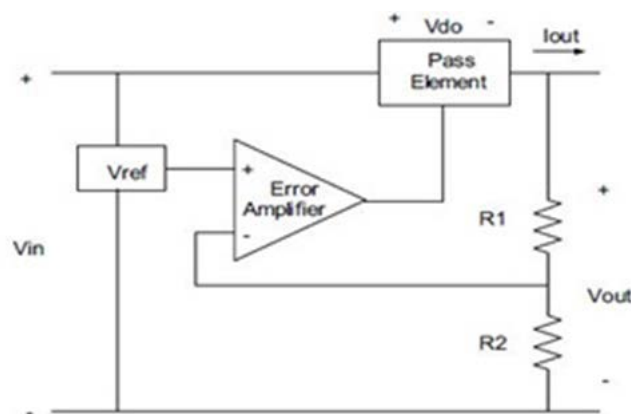 + Vdo -
Iout
Pass
Element
+
Vref
+
Error
Amplifier
-
+
R1
Vin
Vout
R2
-
-